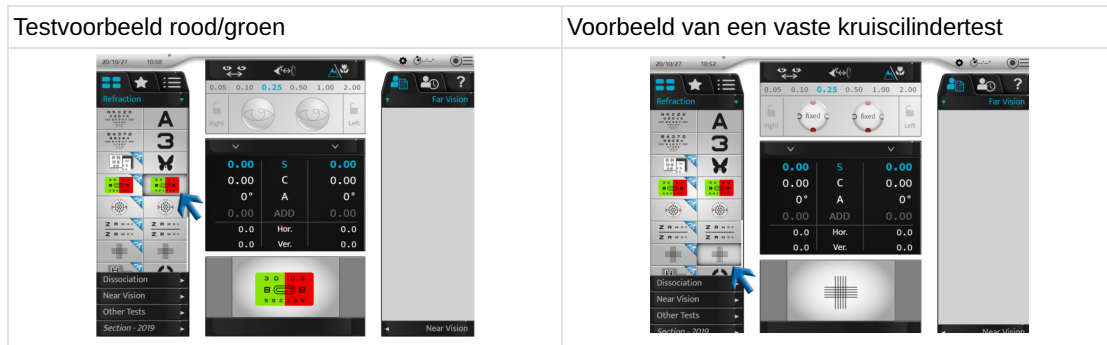 Testvoorbeeld rood/groen
20/10/27 10:50
Refraction
A
3
Dissociation
Near Vision
Other Tests
Section - 2019
0.05 0.10 0.25 0.50 1.00 2.00
Right Left
0.00 S 0.00
0.00 C 0.00
0° A 0°
0.00 ADD 0.00
0.0 Hor. 0.0
0.0 Ver. 0.0
?
Far Vision
Near Vision
Voorbeeld van een vaste kruiscilindertest
20/10/27 10:52
Refraction
A
3
Dissociation
Near Vision
Other Tests
Section - 2019
0.05 0.10 0.25 0.50 1.00 2.00
Right fixed fixed Left
0.00 S 0.00
0.00 C 0.00
0° A 0°
0.00 ADD 0.00
0.0 Hor. 0.0
0.0 Ver. 0.0
?
Far Vision
Near Vision